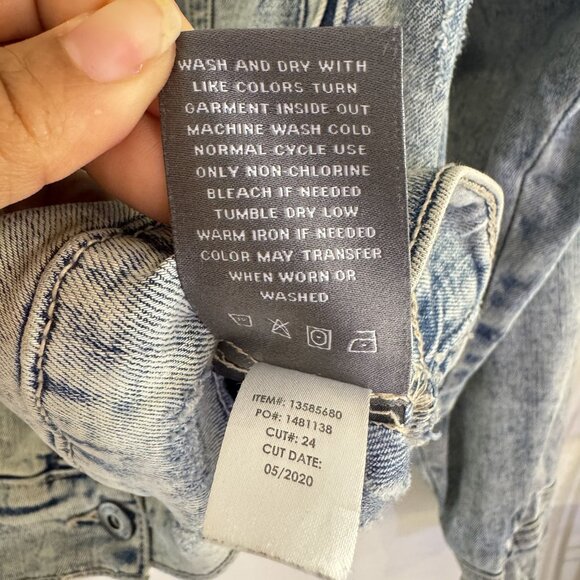 WASH AND DRY WITH
LIKE COLORS TURN
GARMENT INSIDE OUT
MACHINE WASH COLD
NORMAL CYCLE USE
ONLY NON-CHLORINE
BLEACH IF NEEDED
TUMBLE DRY LOW
WARM IRON IF NEEDED
COLOR MAY TRANSFER
WHEN WORN OR
WASHED
ITEM#: 13585680
PO#: 1481138
CUT#: 24
CUT DATE:
05/2020